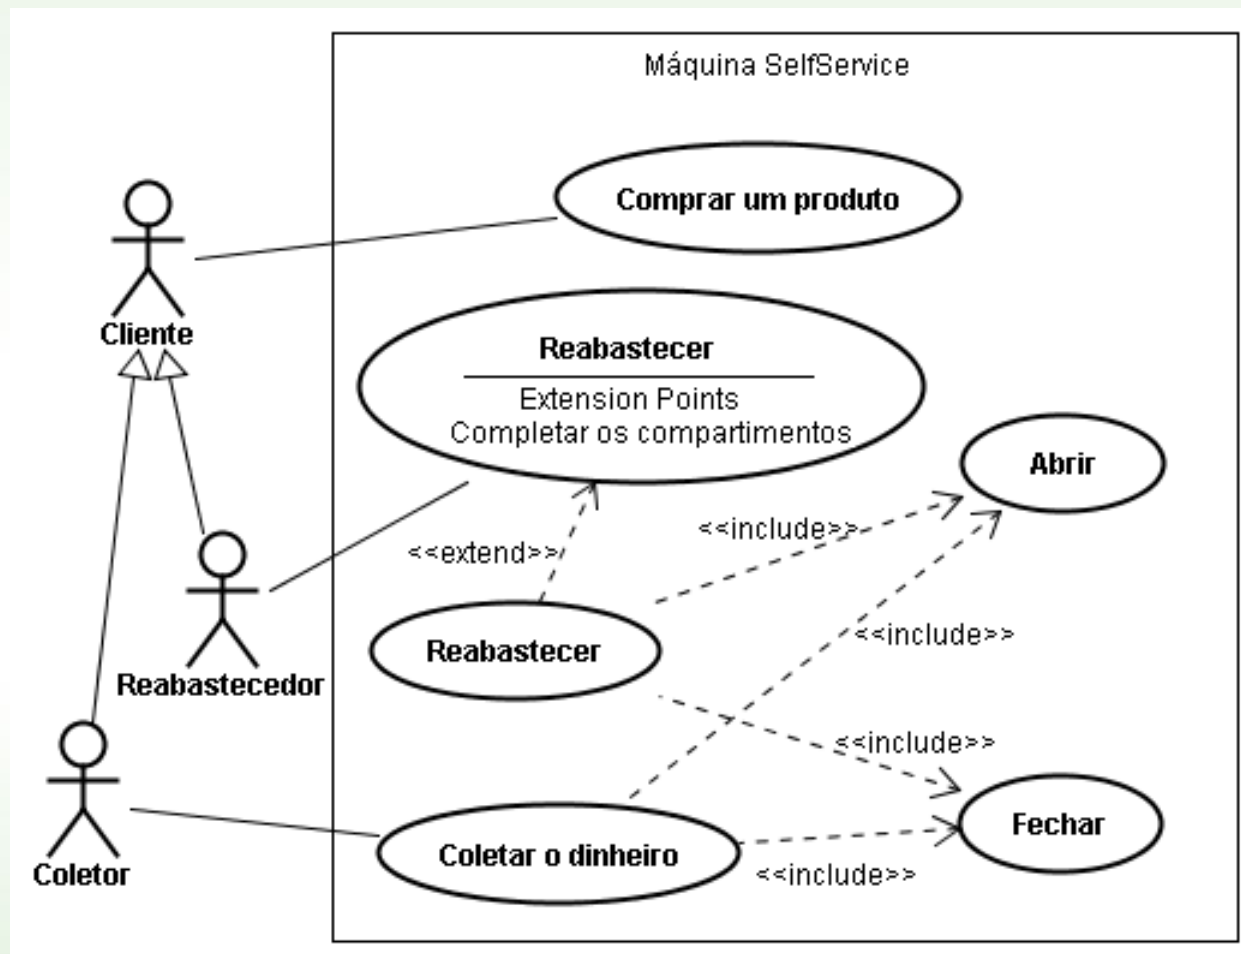 Máquina SelfService
Comprar um produto
Cliente
Reabastecer
Extension Points
Completar os compartimentos
Abrir
<<include>>
<<extend>>
<<include>>
Reabastecer
Reabastecedor
<<include>>
Fechar
Coletar o dinheiro
<<include>>
Coletor